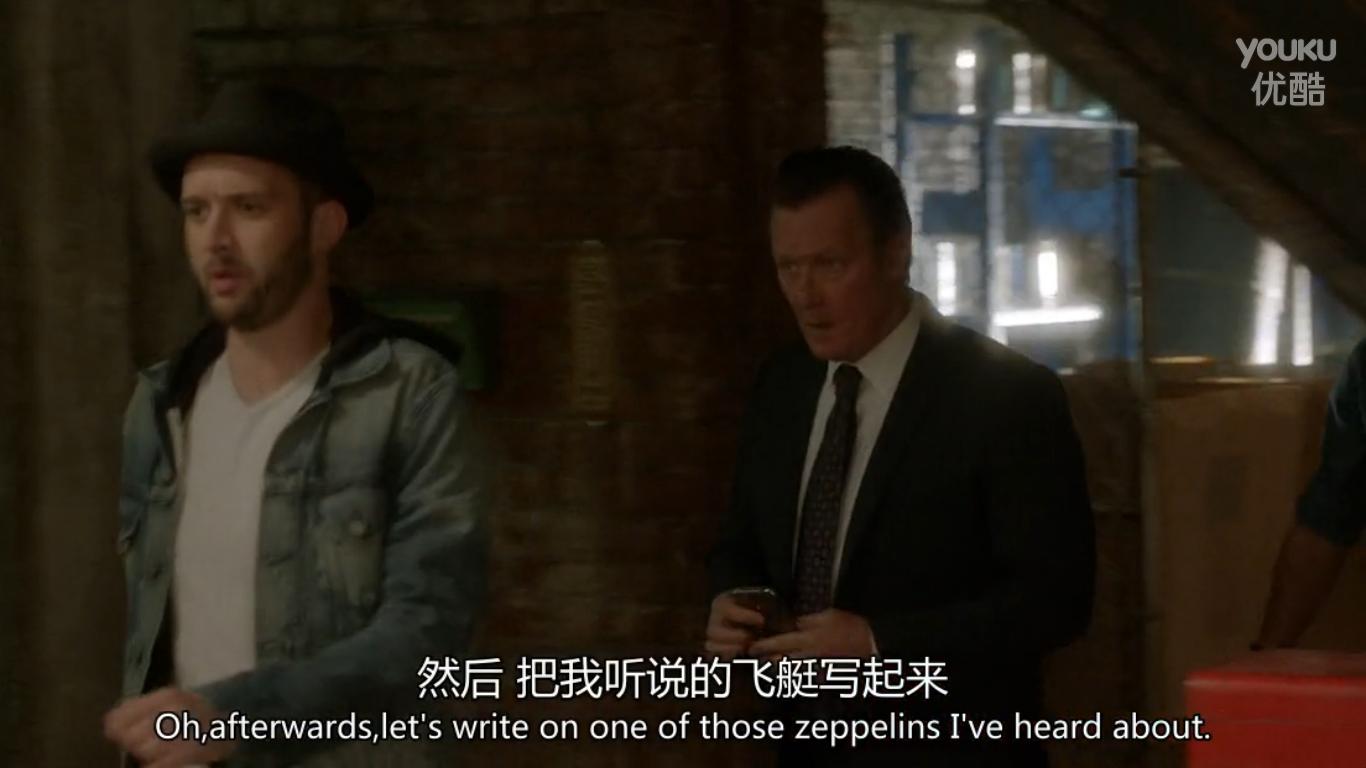 YOUKU
优酷
然后 把我听说的飞艇写起来
Oh,afterwards,let's write on one of those zeppelins I've heard about.